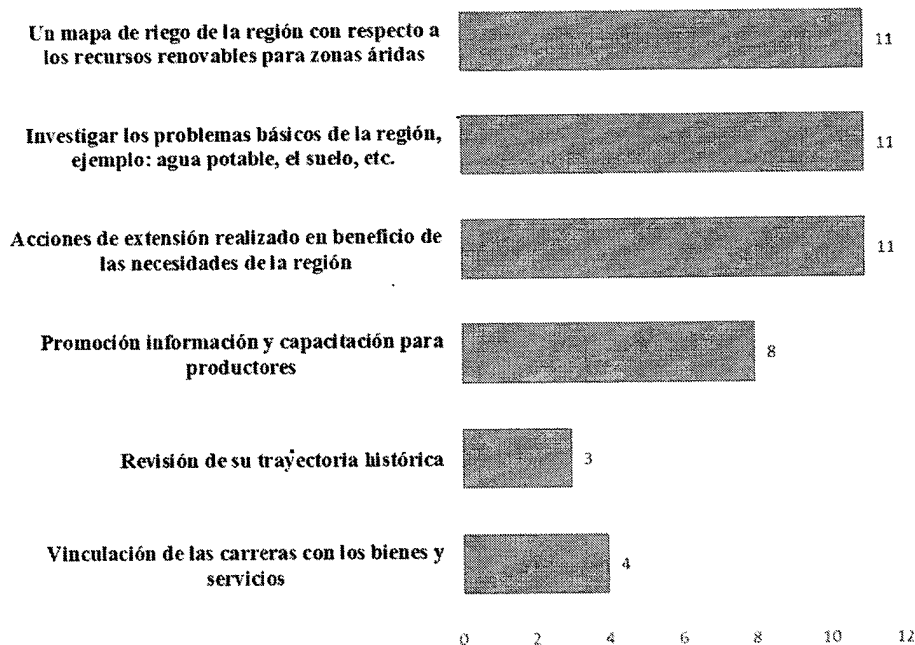 Un mapa de riego de la región con respecto a
los recursos renovables para zonas áridas
11
Investigar los problemas básicos de la región,
ejemplo: agua potable, el suelo, etc.
11
Acciones de extensión realizado en beneficio de
las necesidades de la región
11
Promoción información y capacitación para
productores
8
Revisión de su trayectoria histórica
3
Vinculación de las carreras con los bienes y
servicios
4
0 2 4 6 8 10 12